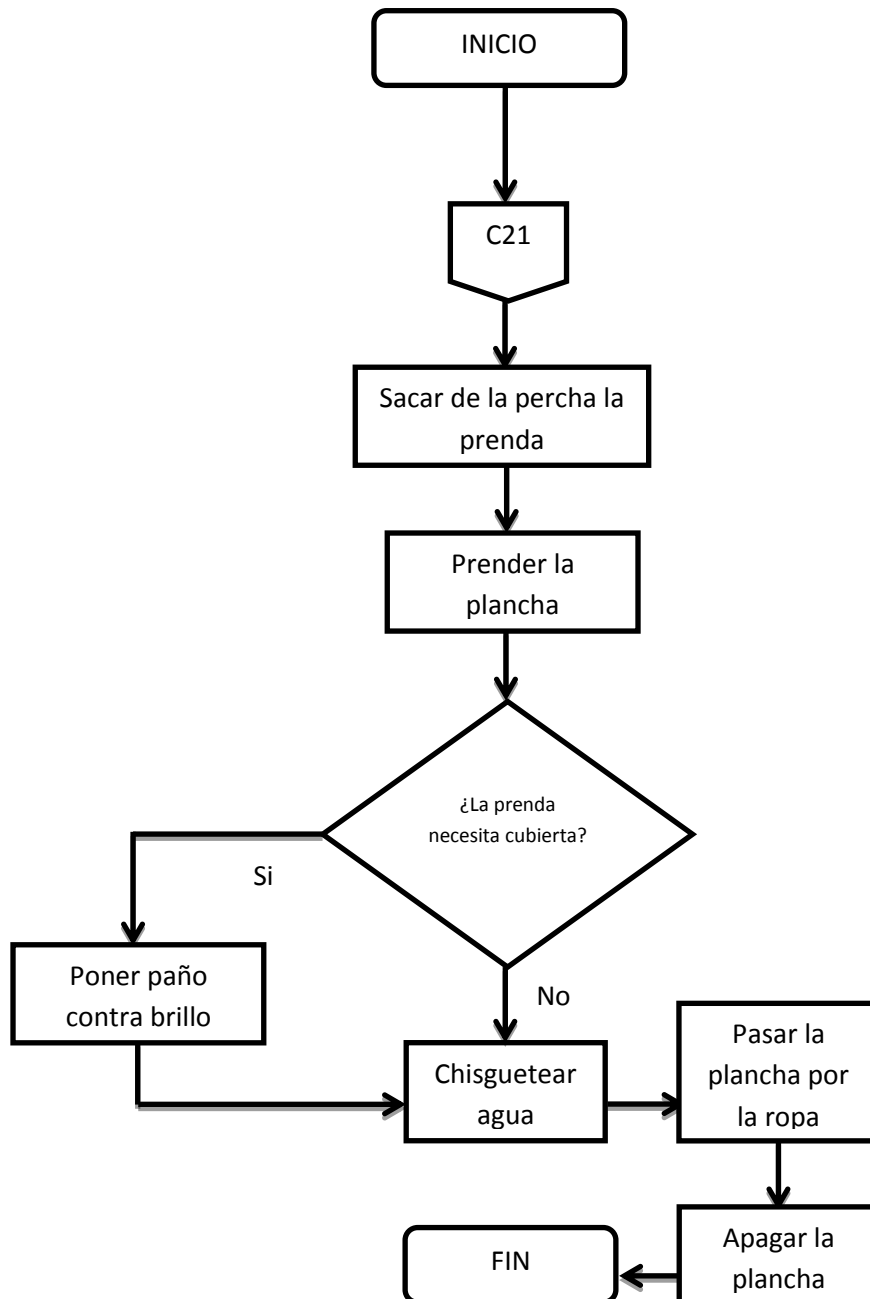 INICIO
C21
Sacar de la percha la
prenda
Prender la
plancha
¿La prenda
necesita cubierta?
Si
Poner paño
contra brillo
No
Chisguetear
agua
Pasar la
plancha por
la ropa
Apagar la
plancha
FIN